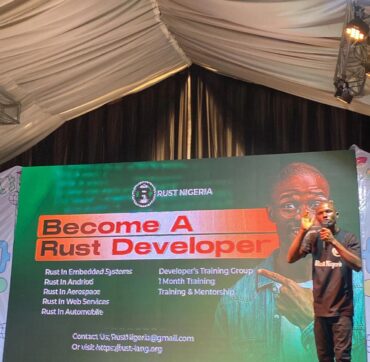 RUST NIGERIA
Become A
Rust Developer
Rust In Embedded Systems
Rust In Android
Rust In Aerospace
Rust In Web Services
Rust In Automobile
Developer's Training Group
1 Month Training
Training & Mentorship
Contact Us; RustNigeria@gmail.com
Or visit https://rust-lang.org
Rust Nigeria